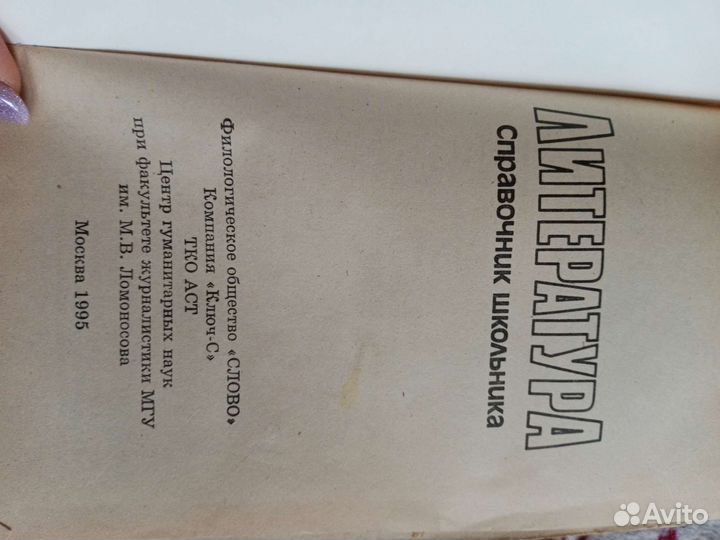 ЛИТЕРАТУРА
Справочник школьника
Филологическое общество «СЛОВО»
Компания «Ключ-С»
ТКО АСТ
Центр гуманитарных наук
при факультете журналистики МГУ
им. М.В. Ломоносова
Москва 1995
Avito